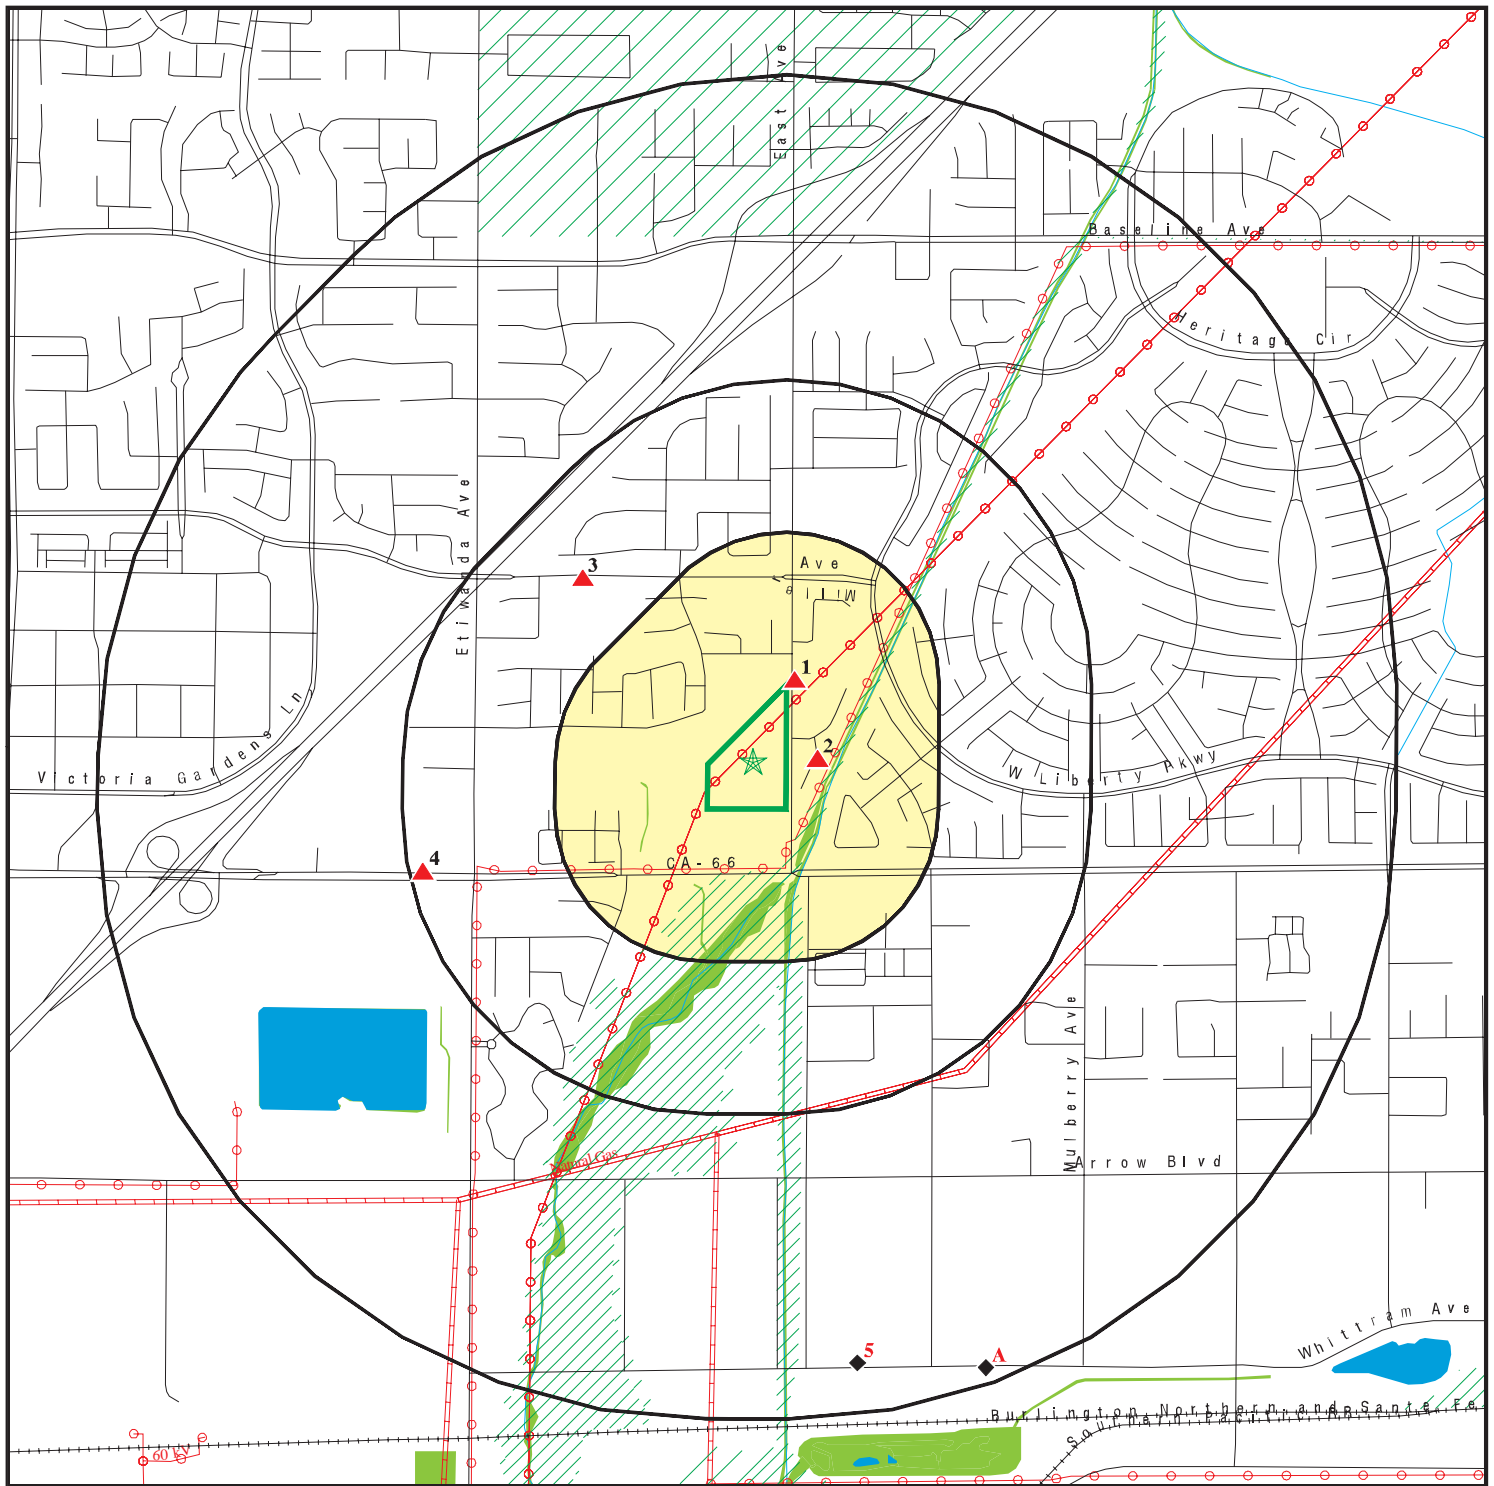 East Ave
Baseline Ave
Heritage Cir
Etiwanda Ave
3
Ave
Millie
1
2
Victoria Gardens Ln
W Liberty Pkwy
CA-66
4
Mulberry Ave
Natural Gas
Arrow Blvd
Whittram Ave
5
A
Burlington Northern and Santa Fe
Southern Pacific RR
60 kV